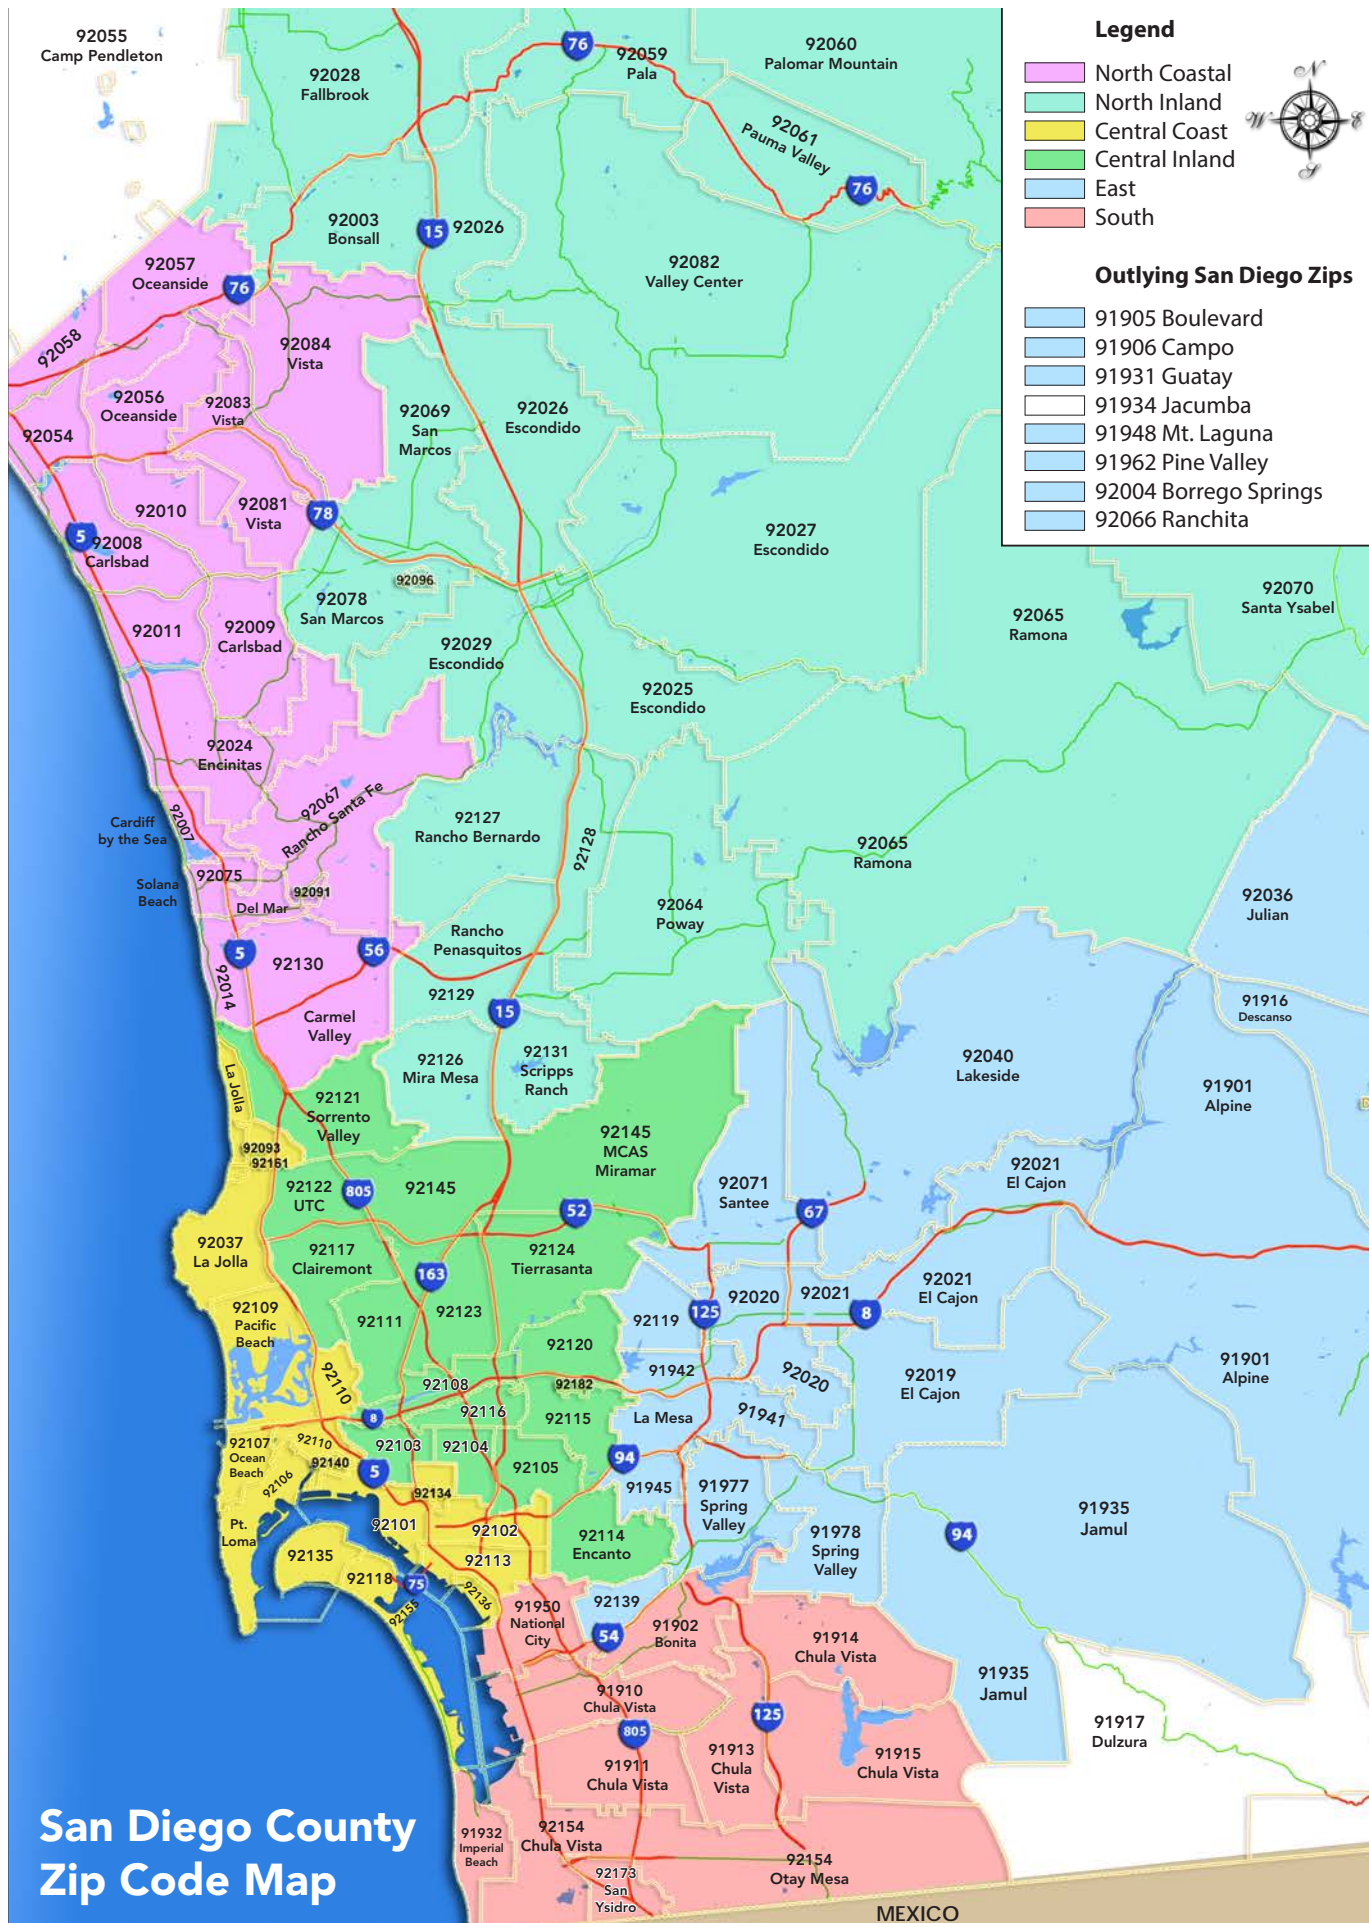 92055
Camp Pendleton
92028
Fallbrook
76
92059
Pala
92060
Palomar Mountain
92061
Pauma Valley
76
Legend
North Coastal
North Inland
Central Coast
Central Inland
East
South
N
W
E
S
Outlying San Diego Zips
91905 Boulevard
91906 Campo
91931 Guatay
91934 Jacumba
91948 Mt. Laguna
91962 Pine Valley
92004 Borrego Springs
92066 Ranchita
92003
Bonsall
15
92026
92057
Oceanside
76
92082
Valley Center
92058
92084
Vista
92056
Oceanside
92083
Vista
92069
San
Marcos
92026
Escondido
92054
92010
92081
Vista
78
92027
Escondido
5
92008
Carlsbad
92096
92078
San Marcos
92070
Santa Ysabel
92065
Ramona
92011
92009
Carlsbad
92029
Escondido
92025
Escondido
92024
Encinitas
92067
Rancho Santa Fe
Cardiff
by the Sea
92007
92127
Rancho Bernardo
92128
92065
Ramona
Solana
Beach
92075
92091
Del Mar
92064
Poway
92036
Julian
Rancho
Penasquitos
5
92130
56
92014
92129
15
Carmel
Valley
91916
Descanso
92126
Mira Mesa
92131
Scripps
Ranch
92040
Lakeside
91901
Alpine
La Jolla
92121
Sorrento
Valley
92145
MCAS
Miramar
92093
92161
92122
UTC
805
92145
92071
Santee
92021
El Cajon
52
67
92037
La Jolla
92117
Clairemont
92124
Tierrasanta
163
92109
Pacific
Beach
92111
92123
92119
125
92020
92021
8
92021
El Cajon
92120
91942
92020
92019
El Cajon
91901
Alpine
92110
92108
92182
92116
92115
La Mesa
91941
8
92107
Ocean
Beach
92110
92140
92106
5
92103
92104
92105
94
91945
91977
Spring
Valley
91935
Jamul
92134
92101
92102
Pt.
Loma
92114
Encanto
91978
Spring
Valley
94
92135
92118
75
92113
92136
92155
91950
National
City
92139
54
91902
Bonita
91914
Chula Vista
91935
Jamul
91910
Chula Vista
805
125
91917
Dulzura
91911
Chula Vista
91913
Chula
Vista
91915
Chula Vista
San Diego County
Zip Code Map
91932
Imperial
Beach
92154
Chula Vista
92173
San
Ysidro
92154
Otay Mesa
MEXICO